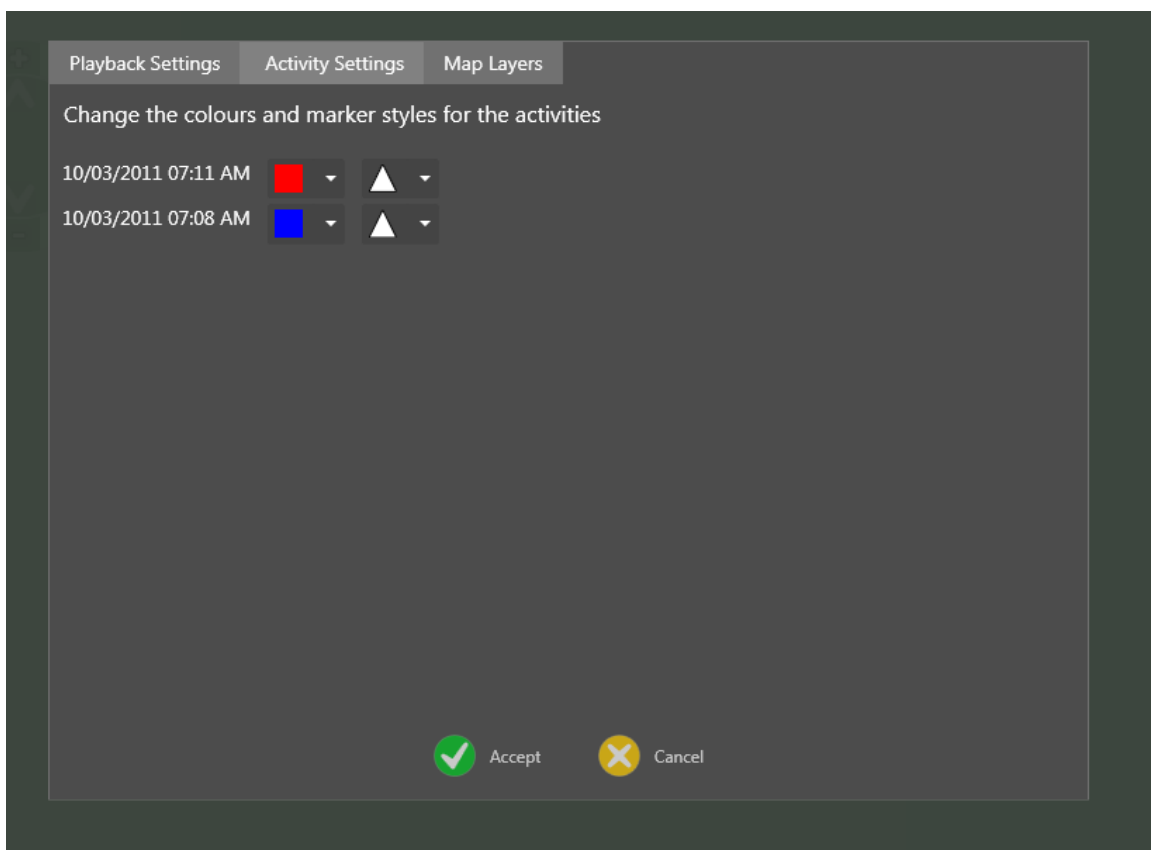 Playback Settings Activity Settings Map Layers
Change the colours and marker styles for the activities
10/03/2011 07:11 AM
10/03/2011 07:08 AM
Accept Cancel